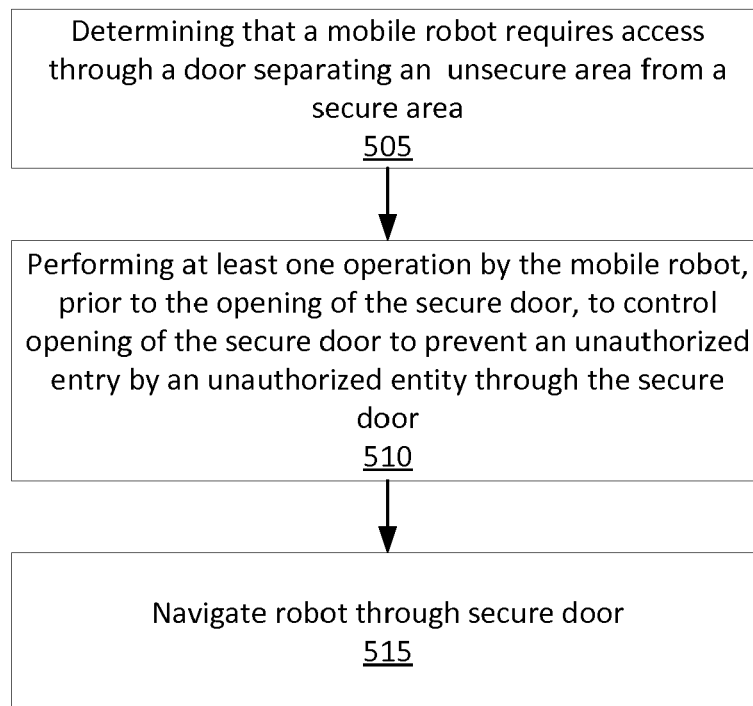 Determining that a mobile robot requires access
through a door separating an  unsecure area from a
secure area
505
Performing at least one operation by the mobile robot,
prior to the opening of the secure door, to control
opening of the secure door to prevent an unauthorized
entry by an unauthorized entity through the secure
door
510
Navigate robot through secure door
515